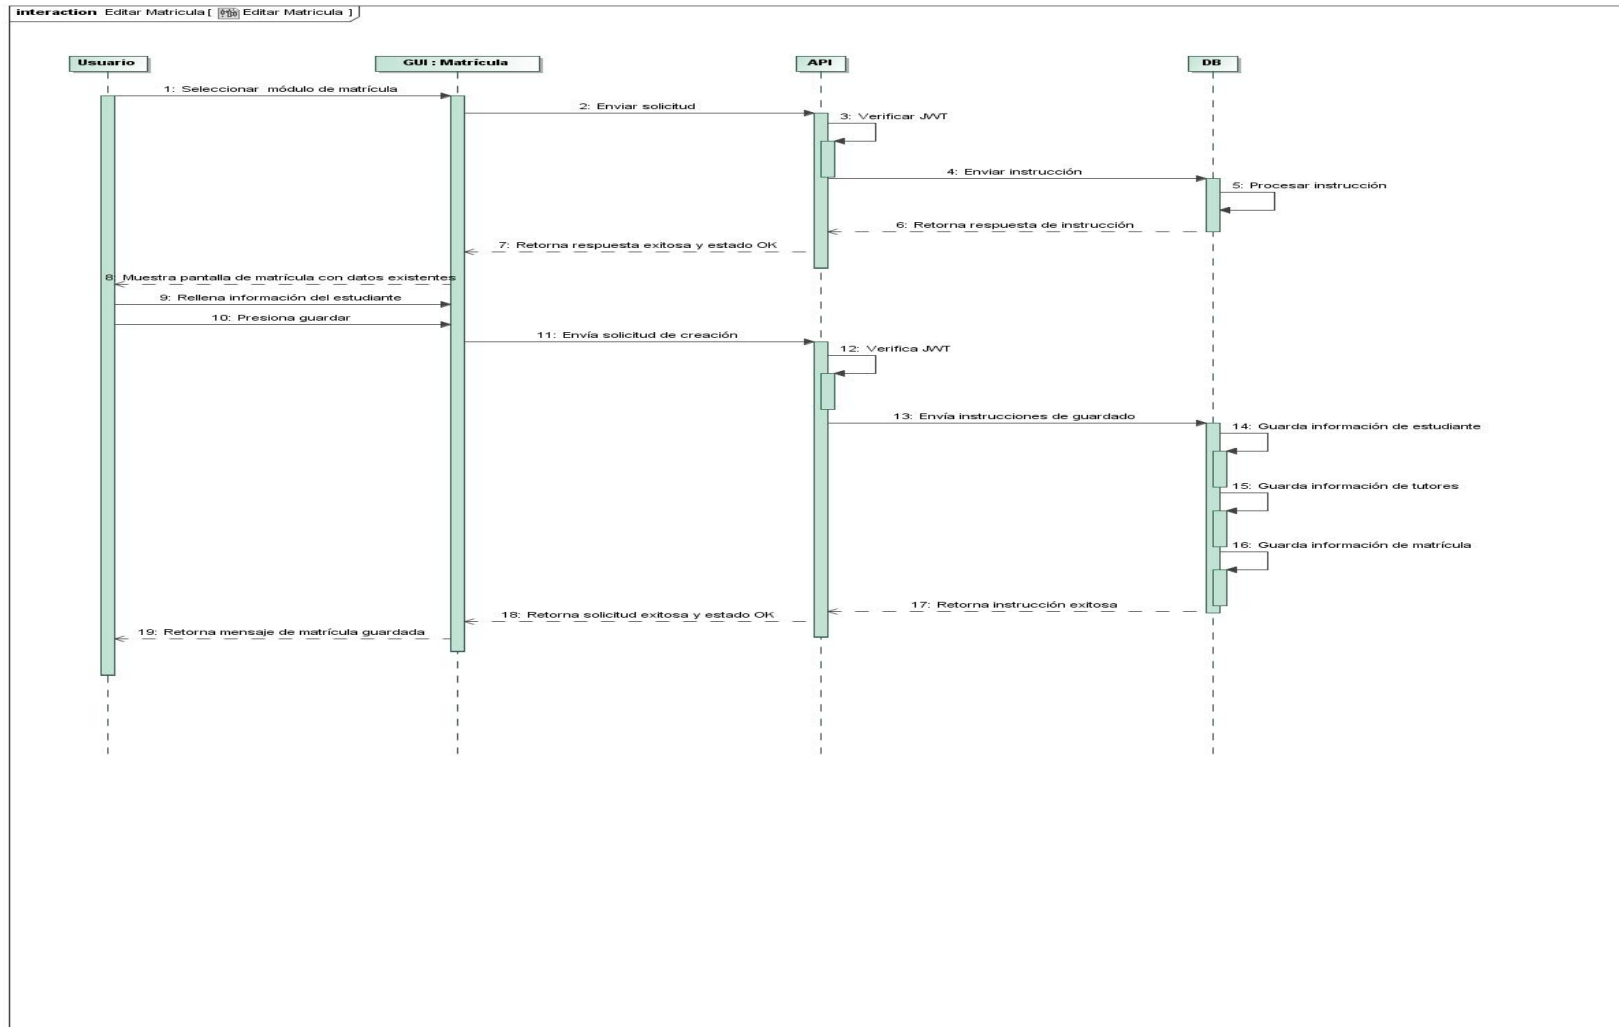 interaction Editar Matricula [ Editar Matricula ]
Usuario
GUI : Matrícula
API
DB
1: Seleccionar módulo de matrícula
2: Enviar solicitud
3: Verificar JWT
4: Enviar instrucción
5: Procesar instrucción
6: Retorna respuesta de instrucción
7: Retorna respuesta exitosa y estado OK
8: Muestra pantalla de matrícula con datos existentes
9: Rellena información del estudiante
10: Presiona guardar
11: Envía solicitud de creación
12: Verifica JWT
13: Envía instrucciones de guardado
14: Guarda información de estudiante
15: Guarda información de tutores
16: Guarda información de matrícula
17: Retorna instrucción exitosa
18: Retorna solicitud exitosa y estado OK
19: Retorna mensaje de matrícula guardada